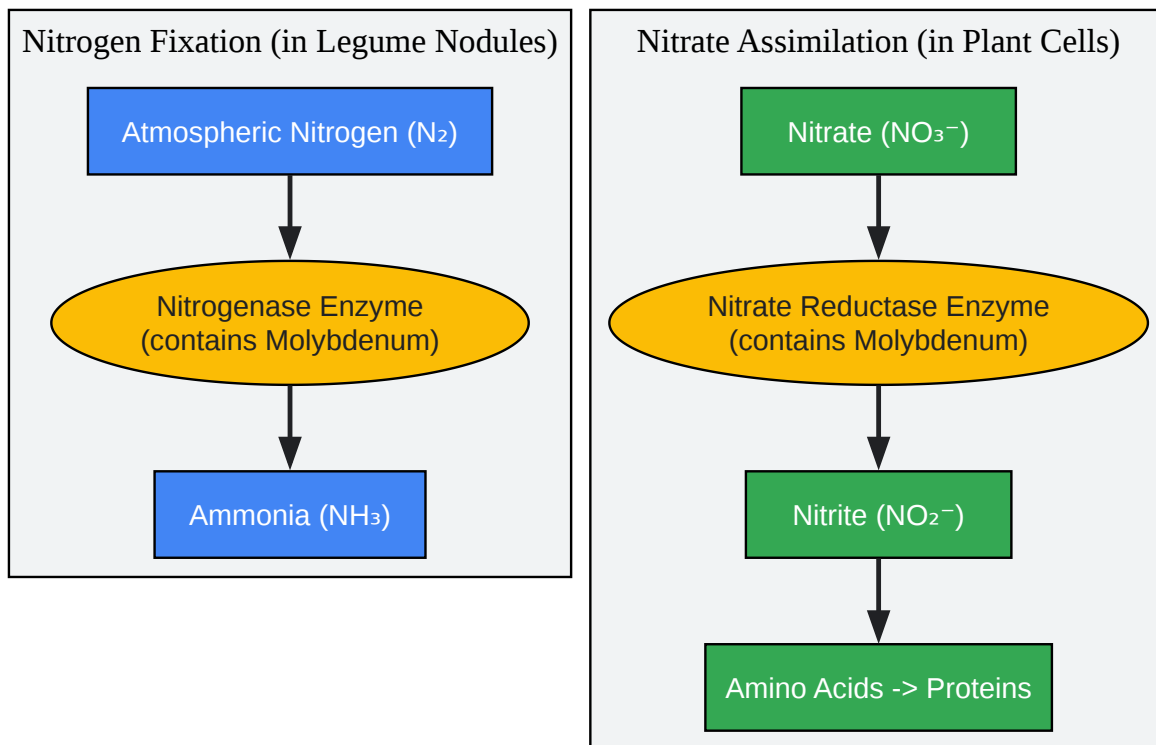 Nitrogen Fixation (in Legume Nodules)
Atmospheric Nitrogen (N₂)
Nitrogenase Enzyme
(contains Molybdenum)
Ammonia (NH₃)
Nitrate Assimilation (in Plant Cells)
Nitrate (NO₃⁻)
Nitrate Reductase Enzyme
(contains Molybdenum)
Nitrite (NO₂⁻)
Amino Acids -> Proteins